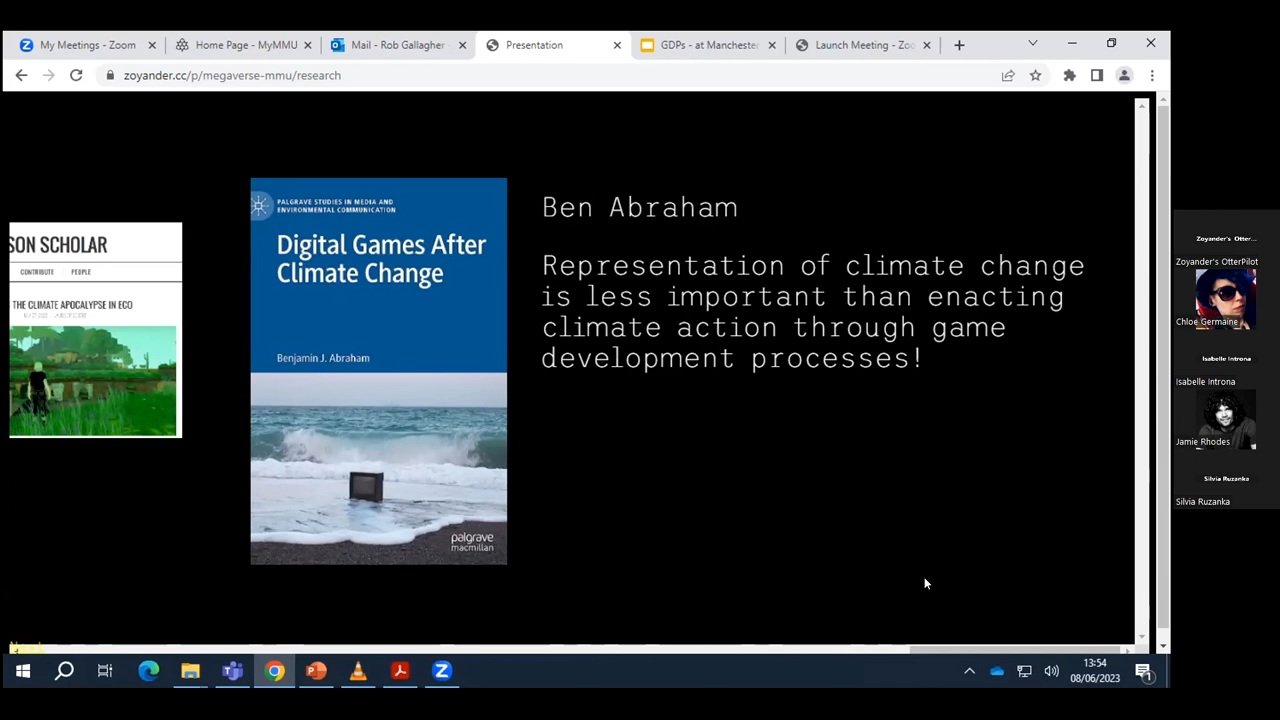 My Meetings - Zoom
Home Page - MyMMU
Mail - Rob Gallagher -
Presentation
GDPs - at Manchester
Launch Meeting - Zoo
zoyander.cc/p/megaverse-mmu/research
SON SCHOLAR
CONTRIBUTE
PEOPLE
THE CLIMATE APOCALYPSE IN ECO
PALGRAVE STUDIES IN MEDIA AND
ENVIRONMENTAL COMMUNICATION
Digital Games After
Climate Change
Benjamin J. Abraham
palgrave
macmillan
Ben Abraham
Representation of climate change
is less important than enacting
climate action through game
development processes!
Zoyander's Otter...
Zoyander's OtterPilot
Chloe Germaine
Isabelle Introna
Isabelle Introna
Jamie Rhodes
Silvia Ruzanka
Silvia Ruzanka
13:54
08/06/2023
1